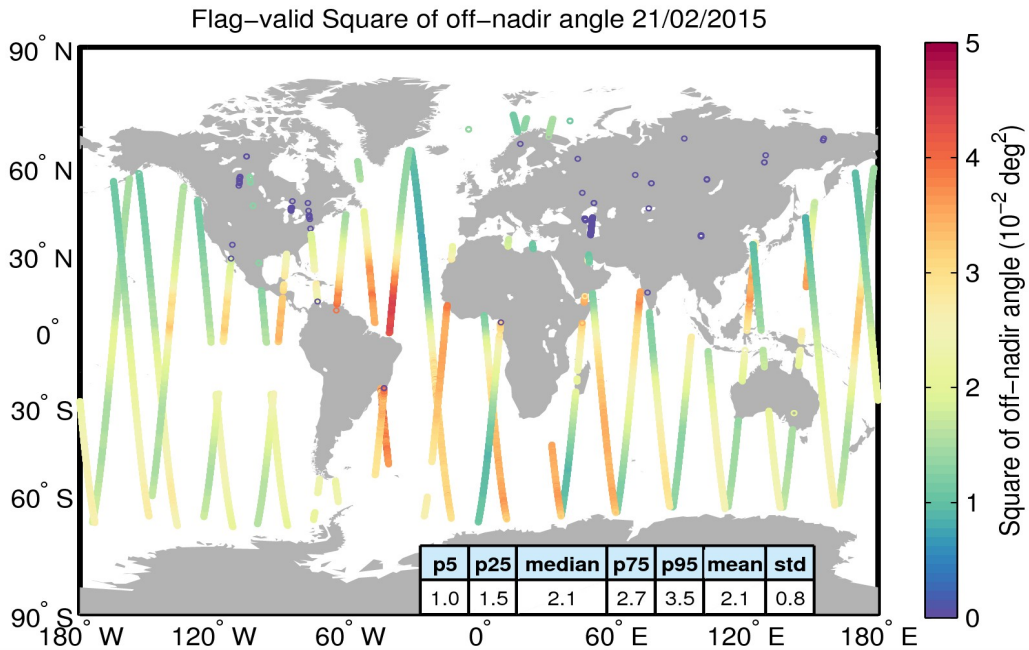 Flag−valid Square of off−nadir angle 21/02/2015
90° N
60° N
30° N
0°
30° S
60° S
90° S
180° W
120° W
60° W
0°
60° E
120° E
180° E
p5 p25 median p75 p95 mean std
1.0 1.5 2.1 2.7 3.5 2.1 0.8
5
4
3
2
1
0
Square of off−nadir angle (10⁻² deg²)